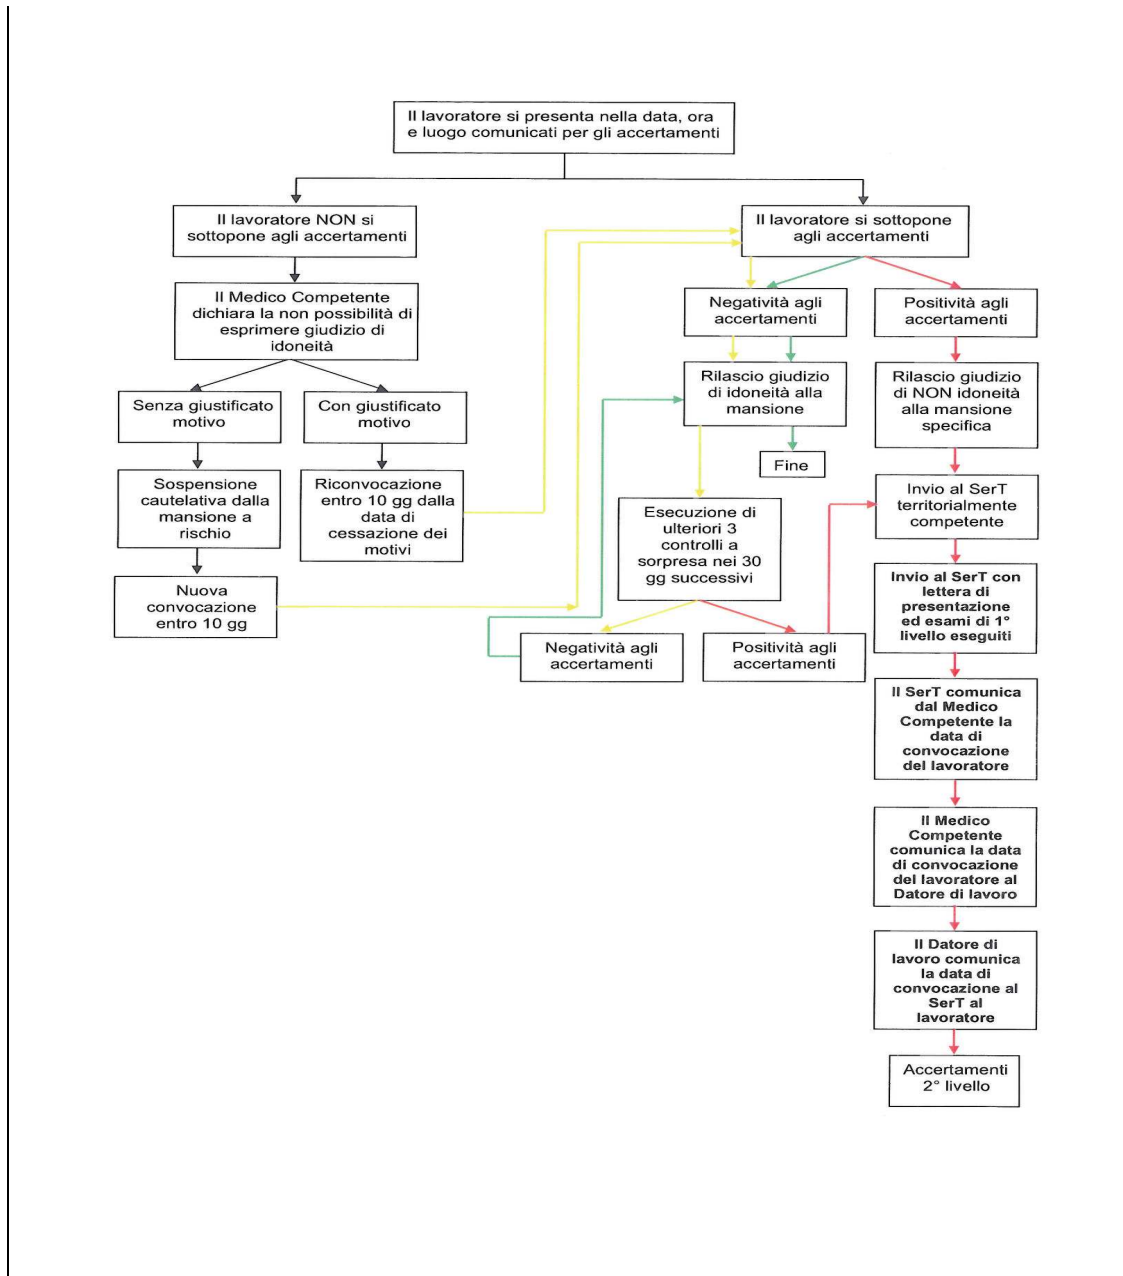 Il lavoratore si presenta nella data, ora
e luogo comunicati per gli accertamenti
Il lavoratore NON si
sottopone agli accertamenti
Il lavoratore si sottopone
agli accertamenti
Il Medico Competente
dichiara la non possibilità di
esprimere giudizio di
idoneità
Negatività agli
accertamenti
Positività agli
accertamenti
Senza giustificato
motivo
Con giustificato
motivo
Rilascio giudizio
di idoneità alla
mansione
Rilascio giudizio
di NON idoneità
alla mansione
specifica
Fine
Sospensione
cautelativa dalla
mansione a
rischio
Riconvocazione
entro 10 gg dalla
data di
cessazione dei
motivi
Esecuzione di
ulteriori 3
controlli a
sorpresa nei 30
gg successivi
Invio al SerT
territorialmente
competente
Nuova
convocazione
entro 10 gg
Invio al SerT con
lettera di
presentazione
ed esami di 1°
livello eseguiti
Negatività agli
accertamenti
Positività agli
accertamenti
Il SerT comunica
dal Medico
Competente la
data di
convocazione
del lavoratore
Il Medico
Competente
comunica la data
di convocazione
del lavoratore al
Datore di lavoro
Il Datore di
lavoro comunica
la data di
convocazione al
SerT al
lavoratore
Accertamenti
2° livello